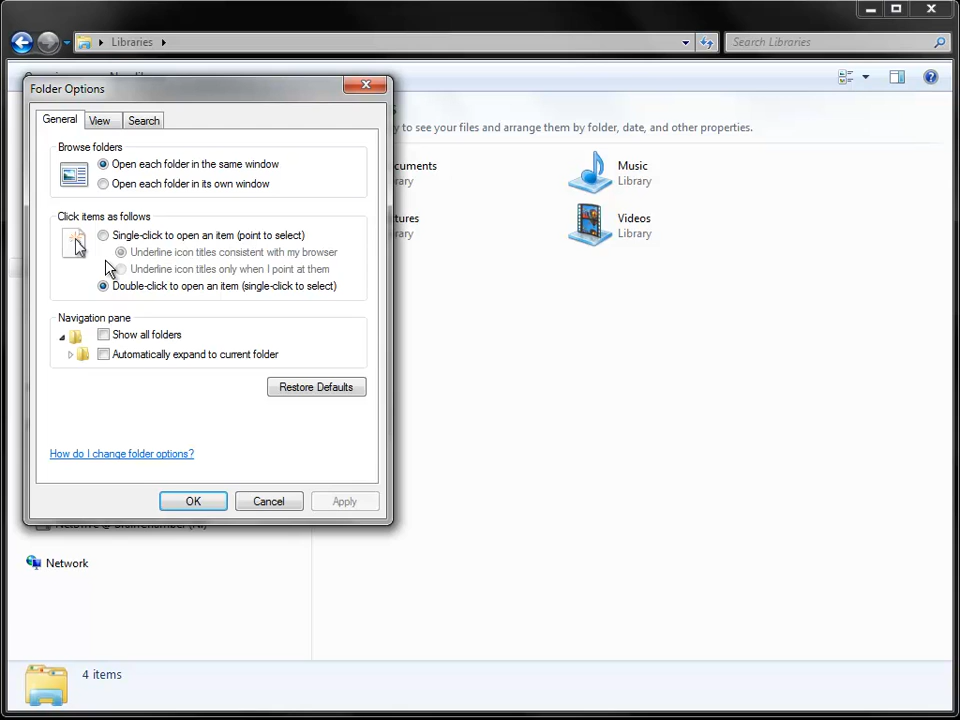 Libraries
Search Libraries
Folder Options
General
View
Search
to see your files and arrange them by folder, date, and other properties.
Browse folders
Open each folder in the same window
Open each folder in its own window
Click items as follows
Single-click to open an item (point to select)
Underline icon titles consistent with my browser
Underline icon titles only when I point at them
Double-click to open an item (single-click to select)
Navigation pane
Show all folders
Automatically expand to current folder
Restore Defaults
How do I change folder options?
OK
Cancel
Apply
cuments
rary
Music
Library
tures
rary
Videos
Library
Network
4 items